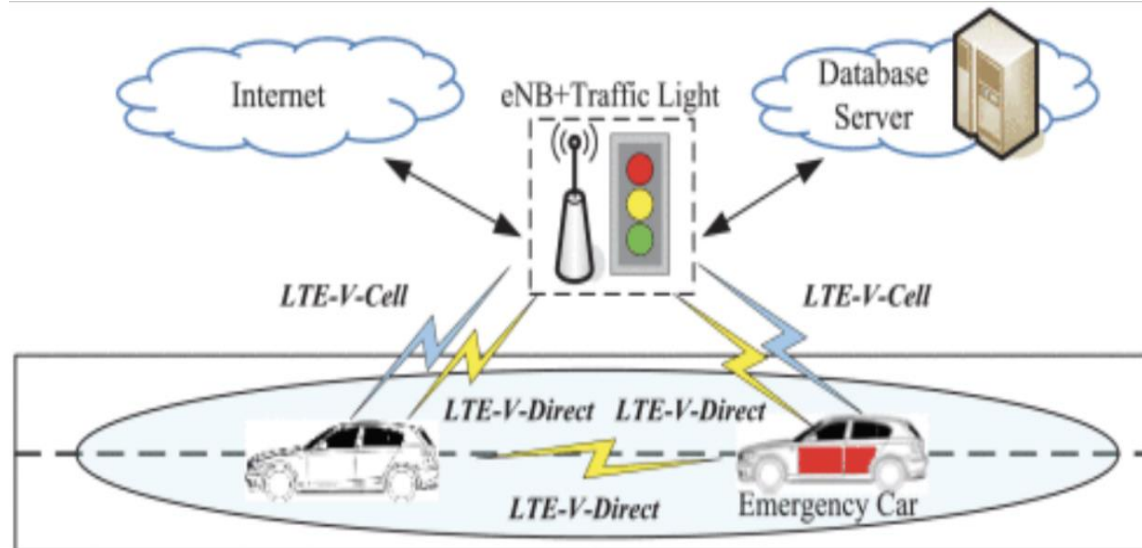 Internet
eNB+Traffic Light
Database
Server
LTE-V-Cell
LTE-V-Cell
LTE-V-Direct
LTE-V-Direct
LTE-V-Direct
Emergency Car